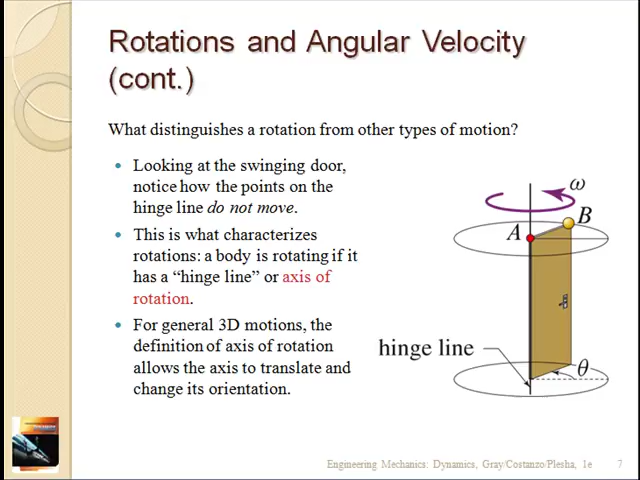 Rotations and Angular Velocity
(cont.)
What distinguishes a rotation from other types of motion?
• Looking at the swinging door,
notice how the points on the
hinge line do not move.
• This is what characterizes
rotations: a body is rotating if it
has a “hinge line” or axis of
rotation.
• For general 3D motions, the
definition of axis of rotation
allows the axis to translate and
change its orientation.
ω
B
A
hinge line
θ
Engineering Mechanics: Dynamics, Gray/Costanzo/Plesha, 1e
7